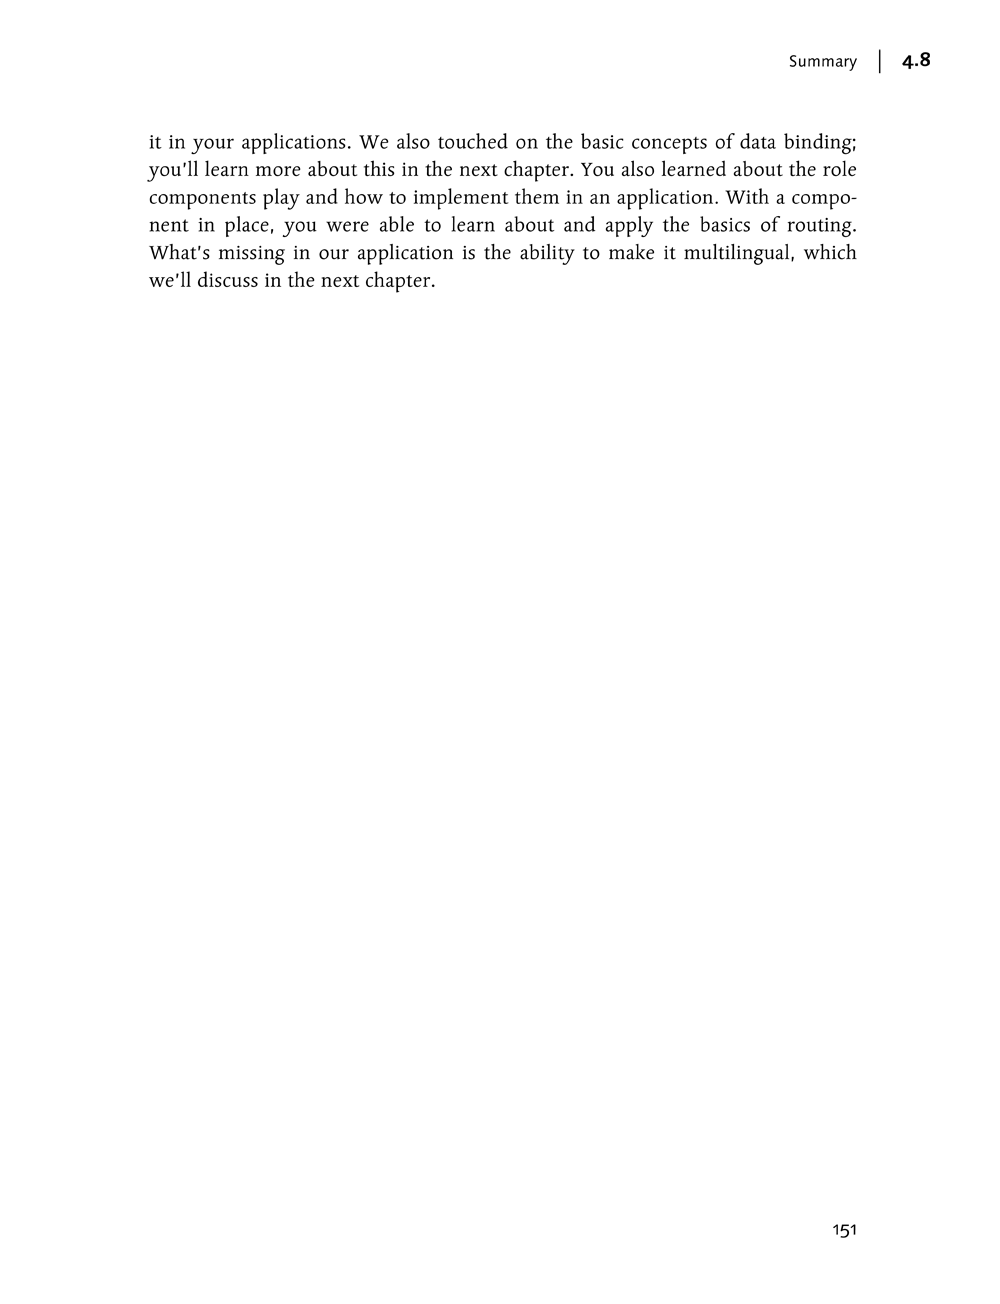 Summary | 4.8
it in your applications. We also touched on the basic concepts of data binding;
you'll learn more about this in the next chapter. You also learned about the role
components play and how to implement them in an application. With a compo-
nent in place, you were able to learn about and apply the basics of routing.
What's missing in our application is the ability to make it multilingual, which
we'll discuss in the next chapter.
151